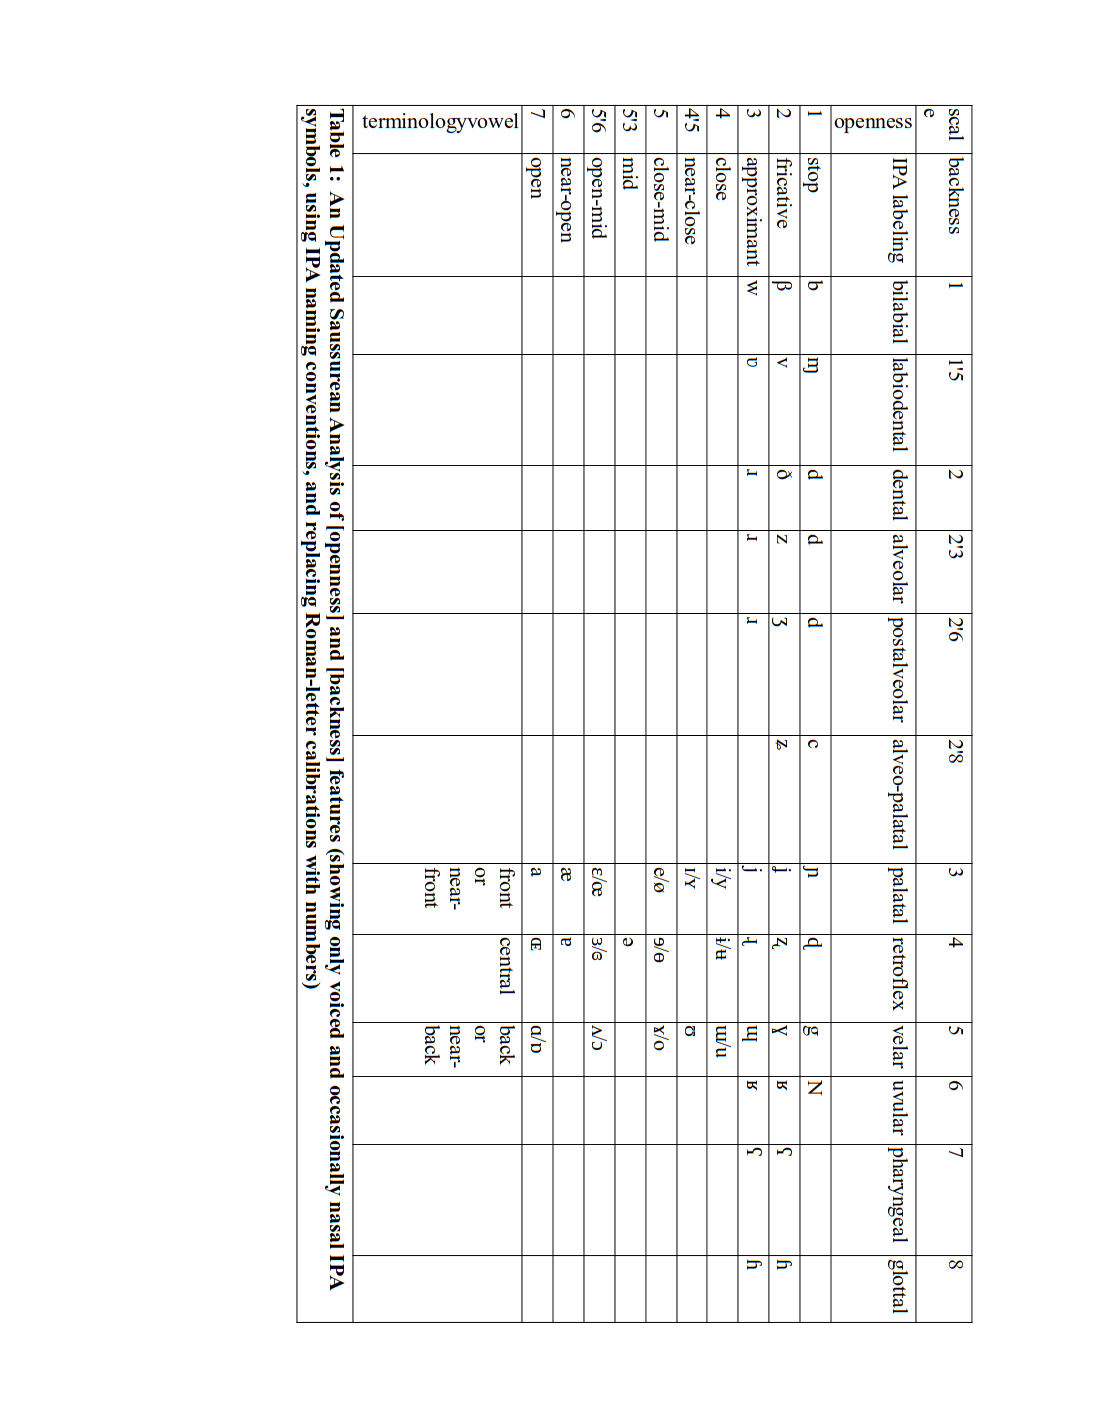 scale backness 1 1'5 2 2'3 2'6 2'8 3 4 5 6 7 8
openness IPA labeling bilabial labiodental dental alveolar postalveolar alveo-palatal palatal retroflex velar uvular pharyngeal glottal
1 stop b ɱ d d d c ɲ ɖ g N
2 fricative β v ð z ʒ ʑ ʝ ʐ ɣ ʁ ʕ ɦ
3 approximant w ʋ ɹ ɹ ɹ j ɻ ɰ ʁ ʕ ɦ
4 close i/y ɨ/ʉ ɯ/u
4'5 near-close ɪ/ʏ ʊ
5 close-mid e/ø ɘ/ɵ ɤ/o
5'3 mid ə
5'6 open-mid ɛ/œ ɜ/ɞ ʌ/ɔ
6 near-open æ ɐ
7 open a ɶ ɑ/ɒ
terminologyvowel front or near-front central back or near-back
Table 1: An Updated Saussurean Analysis of [openness] and [backness] features (showing only voiced and occasionally nasal IPA
symbols, using IPA naming conventions, and replacing Roman-letter calibrations with numbers)